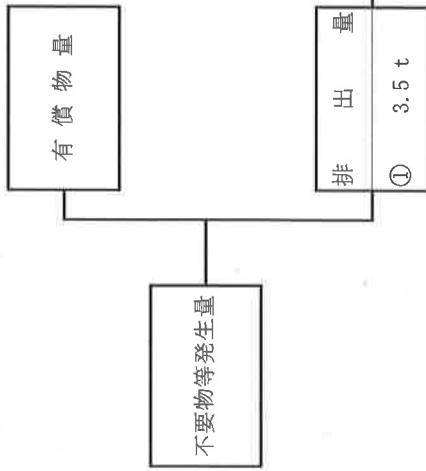 有償物量
不要物等発生量
排出量
① 3.5 t